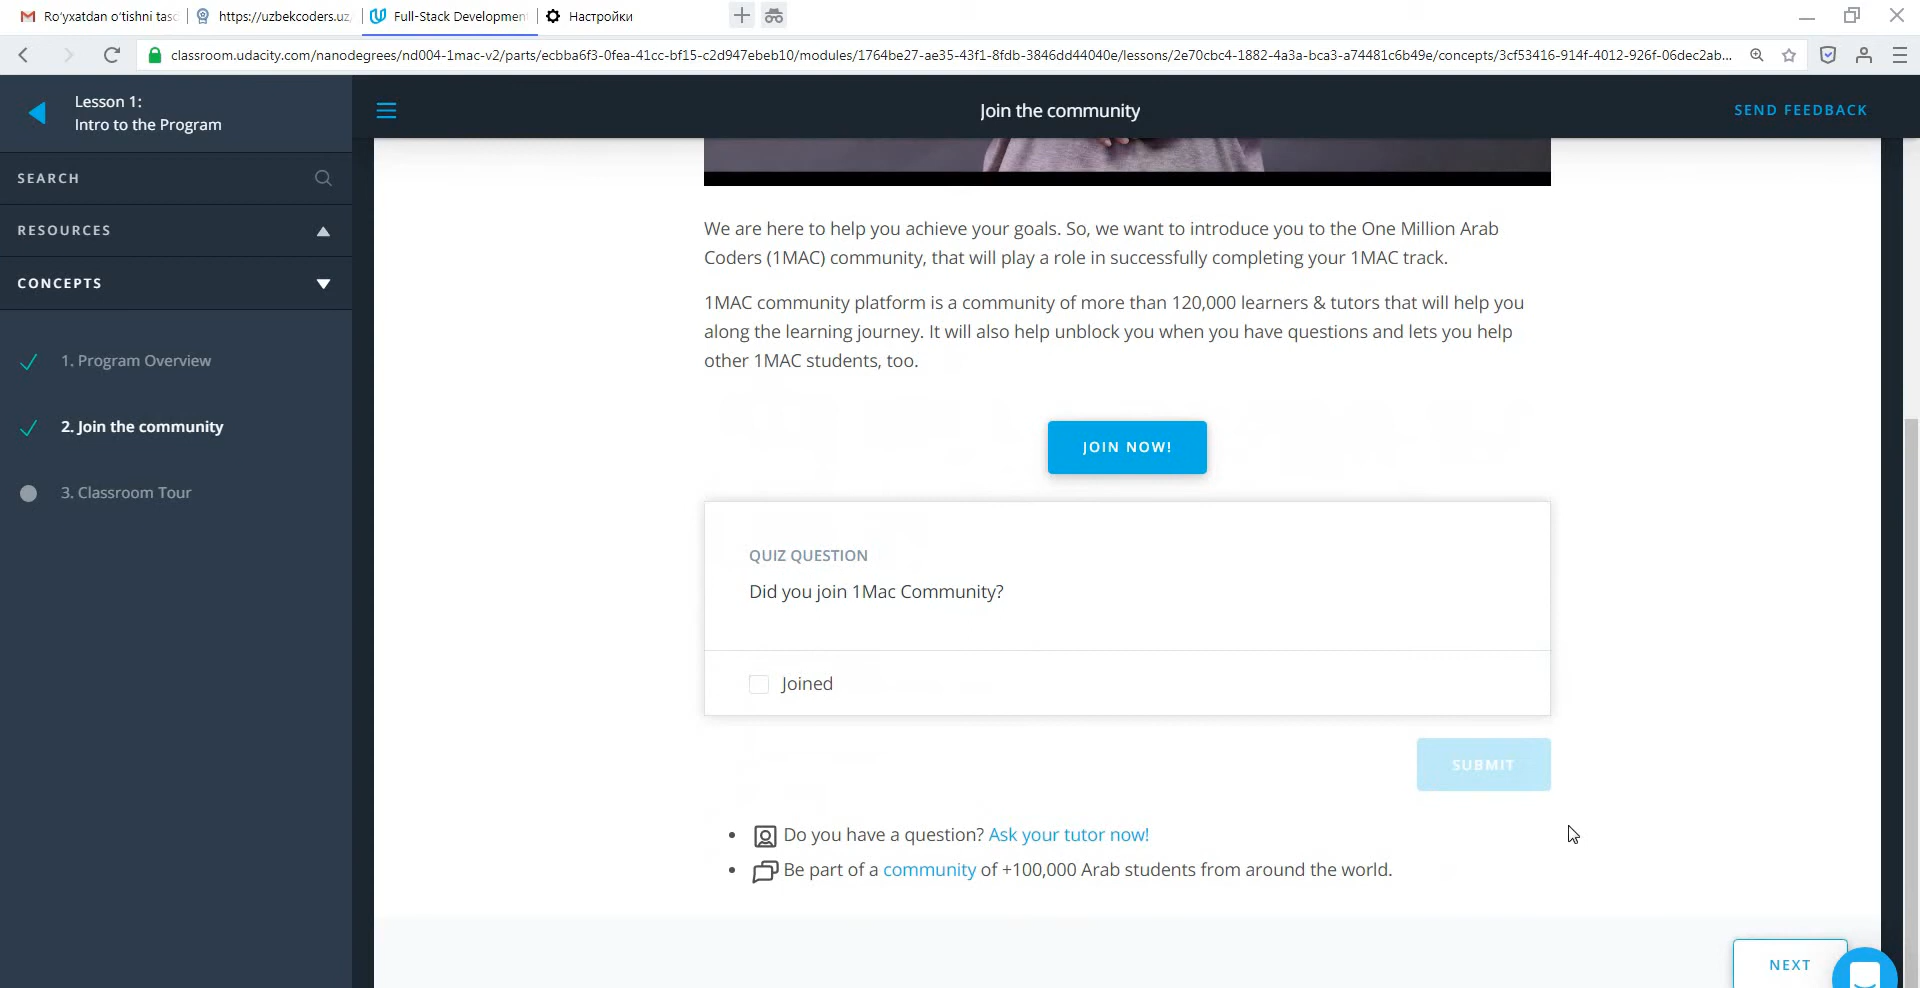 Ro‘yxatdan o‘tishni tasd
https://uzbekcoders.uz,
Full-Stack Developmen
Настройки
classroom.udacity.com/nanodegrees/nd004-1mac-v2/parts/ecbba6f3-0fea-41cc-bf15-c2d947ebeb10/modules/1764be27-ae35-43f1-8fdb-3846dd44040e/lessons/2e70cbc4-1882-4a3a-bca3-a74481c6b49e/concepts/3cf53416-914f-4012-926f-06dec2ab...
Lesson 1:
Intro to the Program
Join the community
SEND FEEDBACK
SEARCH
RESOURCES
CONCEPTS
1. Program Overview
2. Join the community
3. Classroom Tour
We are here to help you achieve your goals. So, we want to introduce you to the One Million Arab
Coders (1MAC) community, that will play a role in successfully completing your 1MAC track.
1MAC community platform is a community of more than 120,000 learners & tutors that will help you
along the learning journey. It will also help unblock you when you have questions and lets you help
other 1MAC students, too.
JOIN NOW!
QUIZ QUESTION
Did you join 1Mac Community?
Joined
SUBMIT
Do you have a question? Ask your tutor now!
Be part of a community of +100,000 Arab students from around the world.
NEXT